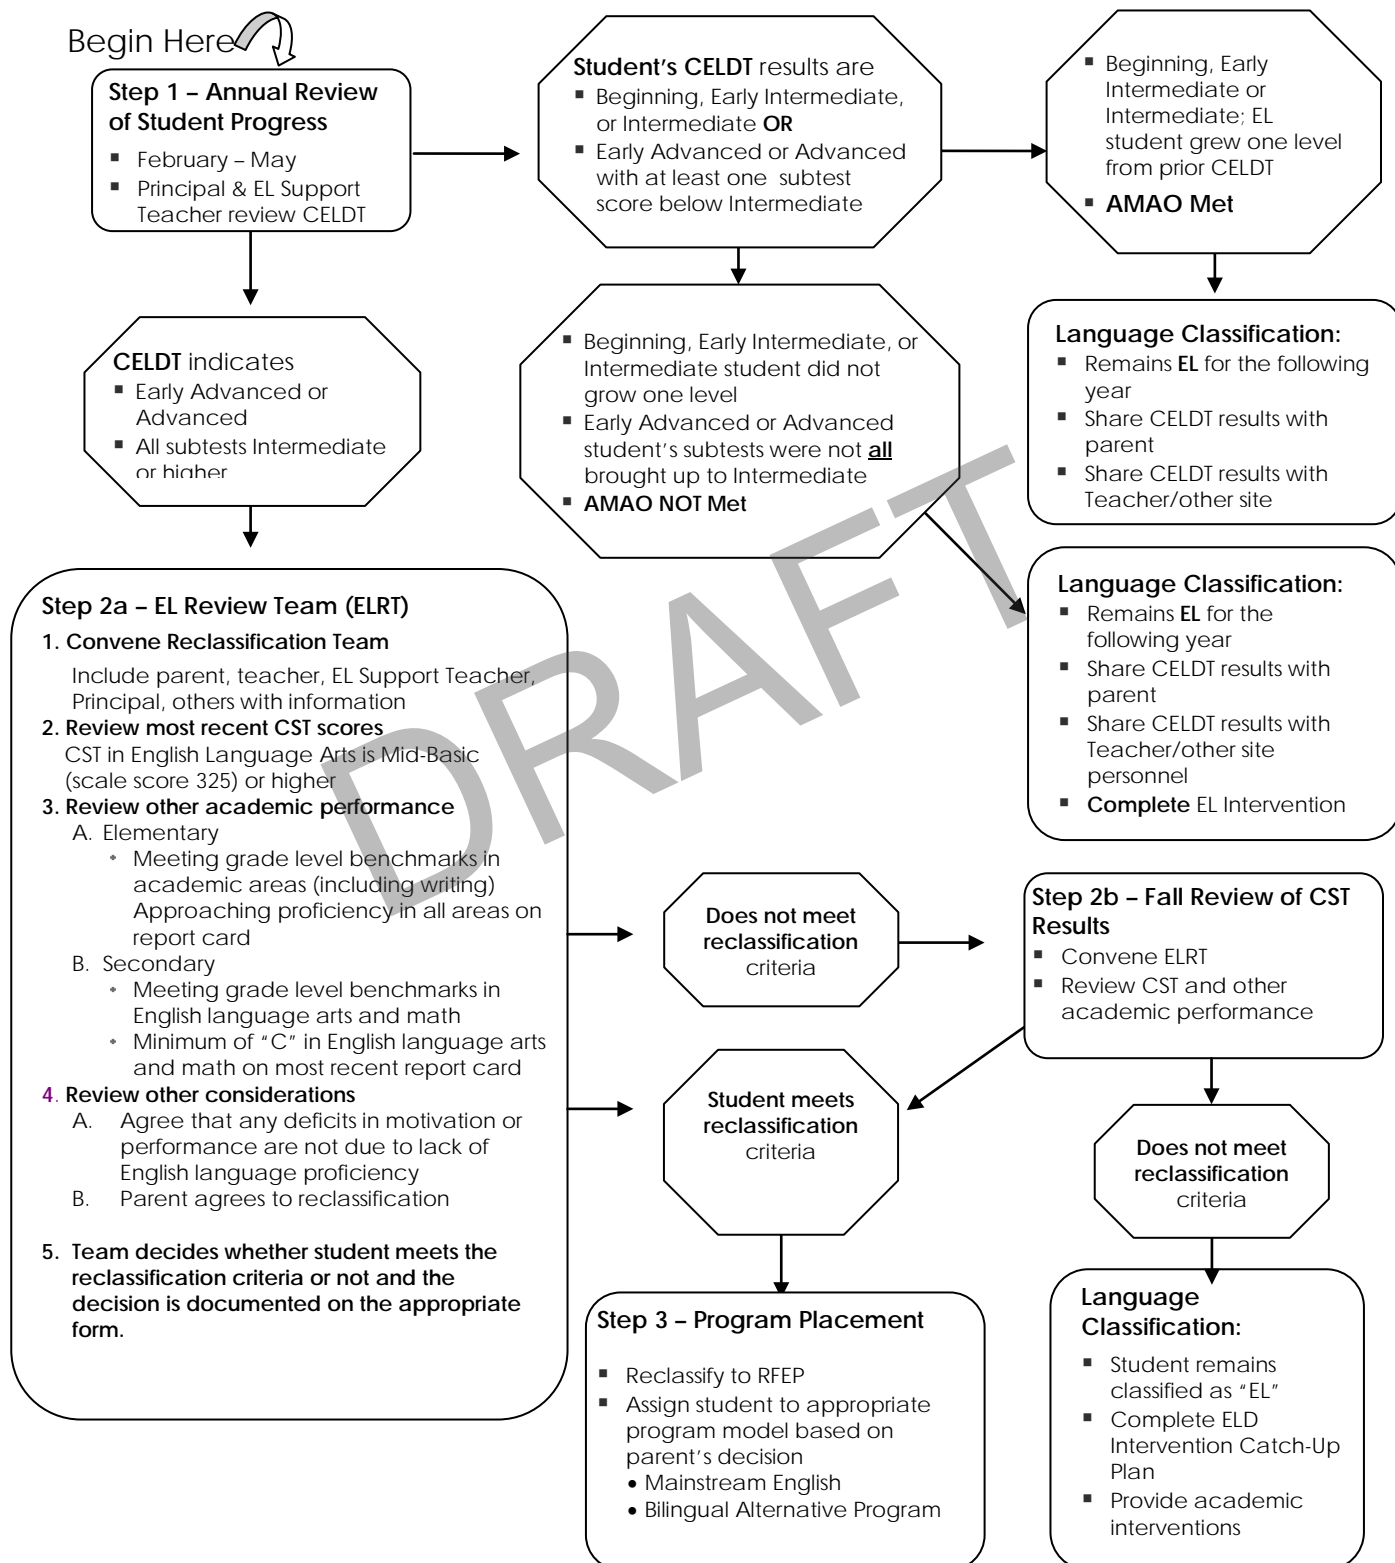 Begin Here
Step 1 – Annual Review
of Student Progress
▪ February – May
▪ Principal & EL Support
Teacher review CELDT
Student's CELDT results are
▪ Beginning, Early Intermediate,
or Intermediate OR
▪ Early Advanced or Advanced
with at least one subtest
score below Intermediate
▪ Beginning, Early
Intermediate or
Intermediate; EL
student grew one level
from prior CELDT
▪ AMAO Met
CELDT indicates
▪ Early Advanced or
Advanced
▪ All subtests Intermediate
or higher
▪ Beginning, Early Intermediate, or
Intermediate student did not
grow one level
▪ Early Advanced or Advanced
student's subtests were not all
brought up to Intermediate
▪ AMAO NOT Met
Language Classification:
▪ Remains EL for the following
year
▪ Share CELDT results with
parent
▪ Share CELDT results with
Teacher/other site
Language Classification:
▪ Remains EL for the
following year
▪ Share CELDT results with
parent
▪ Share CELDT results with
Teacher/other site
personnel
▪ Complete EL Intervention
Step 2a – EL Review Team (ELRT)
1. Convene Reclassification Team
Include parent, teacher, EL Support Teacher,
Principal, others with information
2. Review most recent CST scores
CST in English Language Arts is Mid-Basic
(scale score 325) or higher
3. Review other academic performance
A. Elementary
• Meeting grade level benchmarks in
academic areas (including writing)
Approaching proficiency in all areas on
report card
B. Secondary
• Meeting grade level benchmarks in
English language arts and math
• Minimum of "C" in English language arts
and math on most recent report card
4. Review other considerations
A. Agree that any deficits in motivation or
performance are not due to lack of
English language proficiency
B. Parent agrees to reclassification
5. Team decides whether student meets the
reclassification criteria or not and the
decision is documented on the appropriate
form.
DRAFT
Does not meet
reclassification
criteria
Step 2b – Fall Review of CST
Results
▪ Convene ELRT
▪ Review CST and other
academic performance
Student meets
reclassification
criteria
Does not meet
reclassification
criteria
Step 3 – Program Placement
▪ Reclassify to RFEP
▪ Assign student to appropriate
program model based on
parent's decision
• Mainstream English
• Bilingual Alternative Program
Language
Classification:
▪ Student remains
classified as "EL"
▪ Complete ELD
Intervention Catch-Up
Plan
▪ Provide academic
interventions